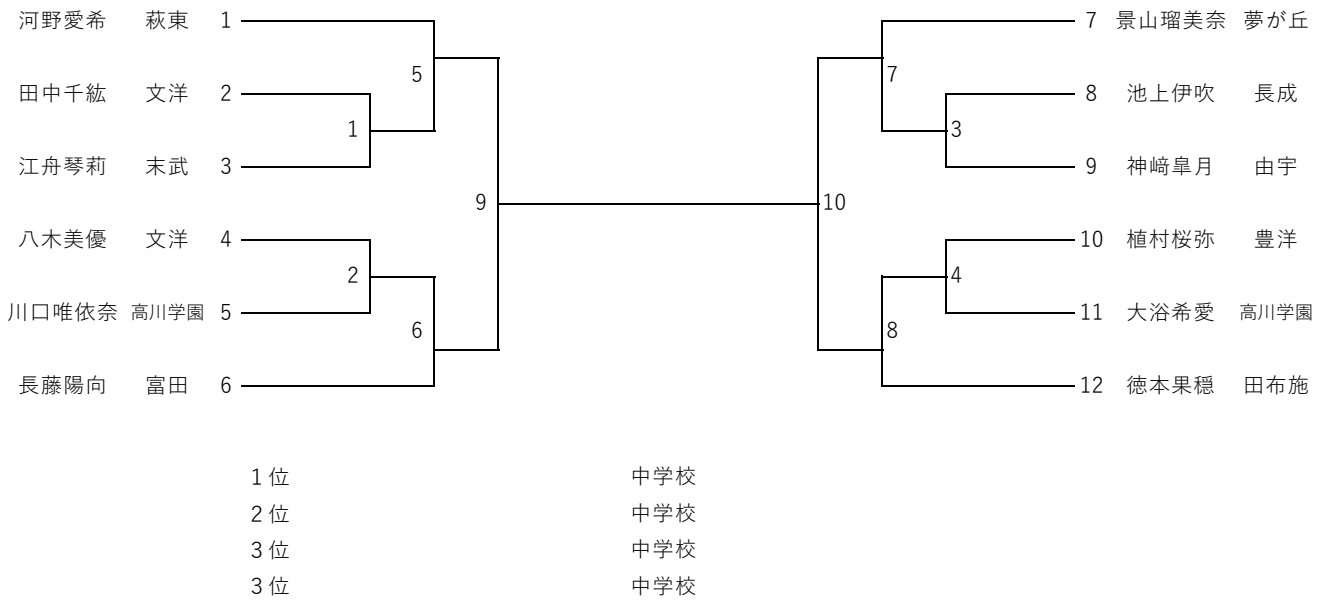 河野愛希 萩東 1 7 景山瑠美奈 夢が丘
5 7
田中千紘 文洋 2 8 池上伊吹 長成
1 3
江舟琴莉 末武 3 9 神﨑皐月 由宇
9 10
八木美優 文洋 4 10 植村桜弥 豊洋
2 4
川口唯依奈 高川学園 5 11 大浴希愛 高川学園
6 8
長藤陽向 富田 6 12 徳本果穏 田布施
1位 中学校
2位 中学校
3位 中学校
3位 中学校